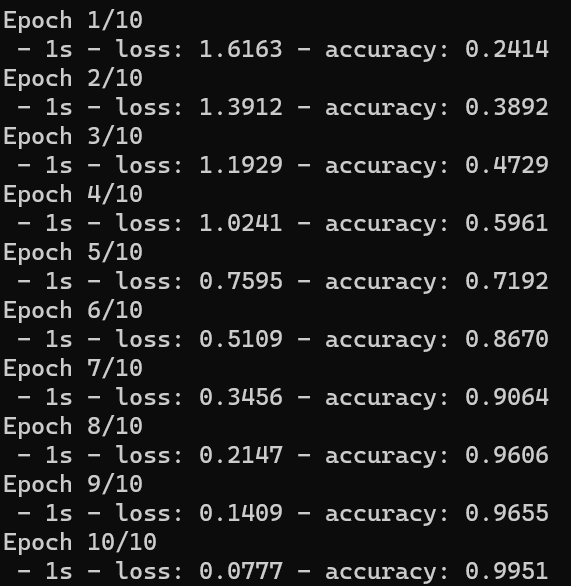 Epoch 1/10
 - 1s - loss: 1.6163 - accuracy: 0.2414
Epoch 2/10
 - 1s - loss: 1.3912 - accuracy: 0.3892
Epoch 3/10
 - 1s - loss: 1.1929 - accuracy: 0.4729
Epoch 4/10
 - 1s - loss: 1.0241 - accuracy: 0.5961
Epoch 5/10
 - 1s - loss: 0.7595 - accuracy: 0.7192
Epoch 6/10
 - 1s - loss: 0.5109 - accuracy: 0.8670
Epoch 7/10
 - 1s - loss: 0.3456 - accuracy: 0.9064
Epoch 8/10
 - 1s - loss: 0.2147 - accuracy: 0.9606
Epoch 9/10
 - 1s - loss: 0.1409 - accuracy: 0.9655
Epoch 10/10
 - 1s - loss: 0.0777 - accuracy: 0.9951